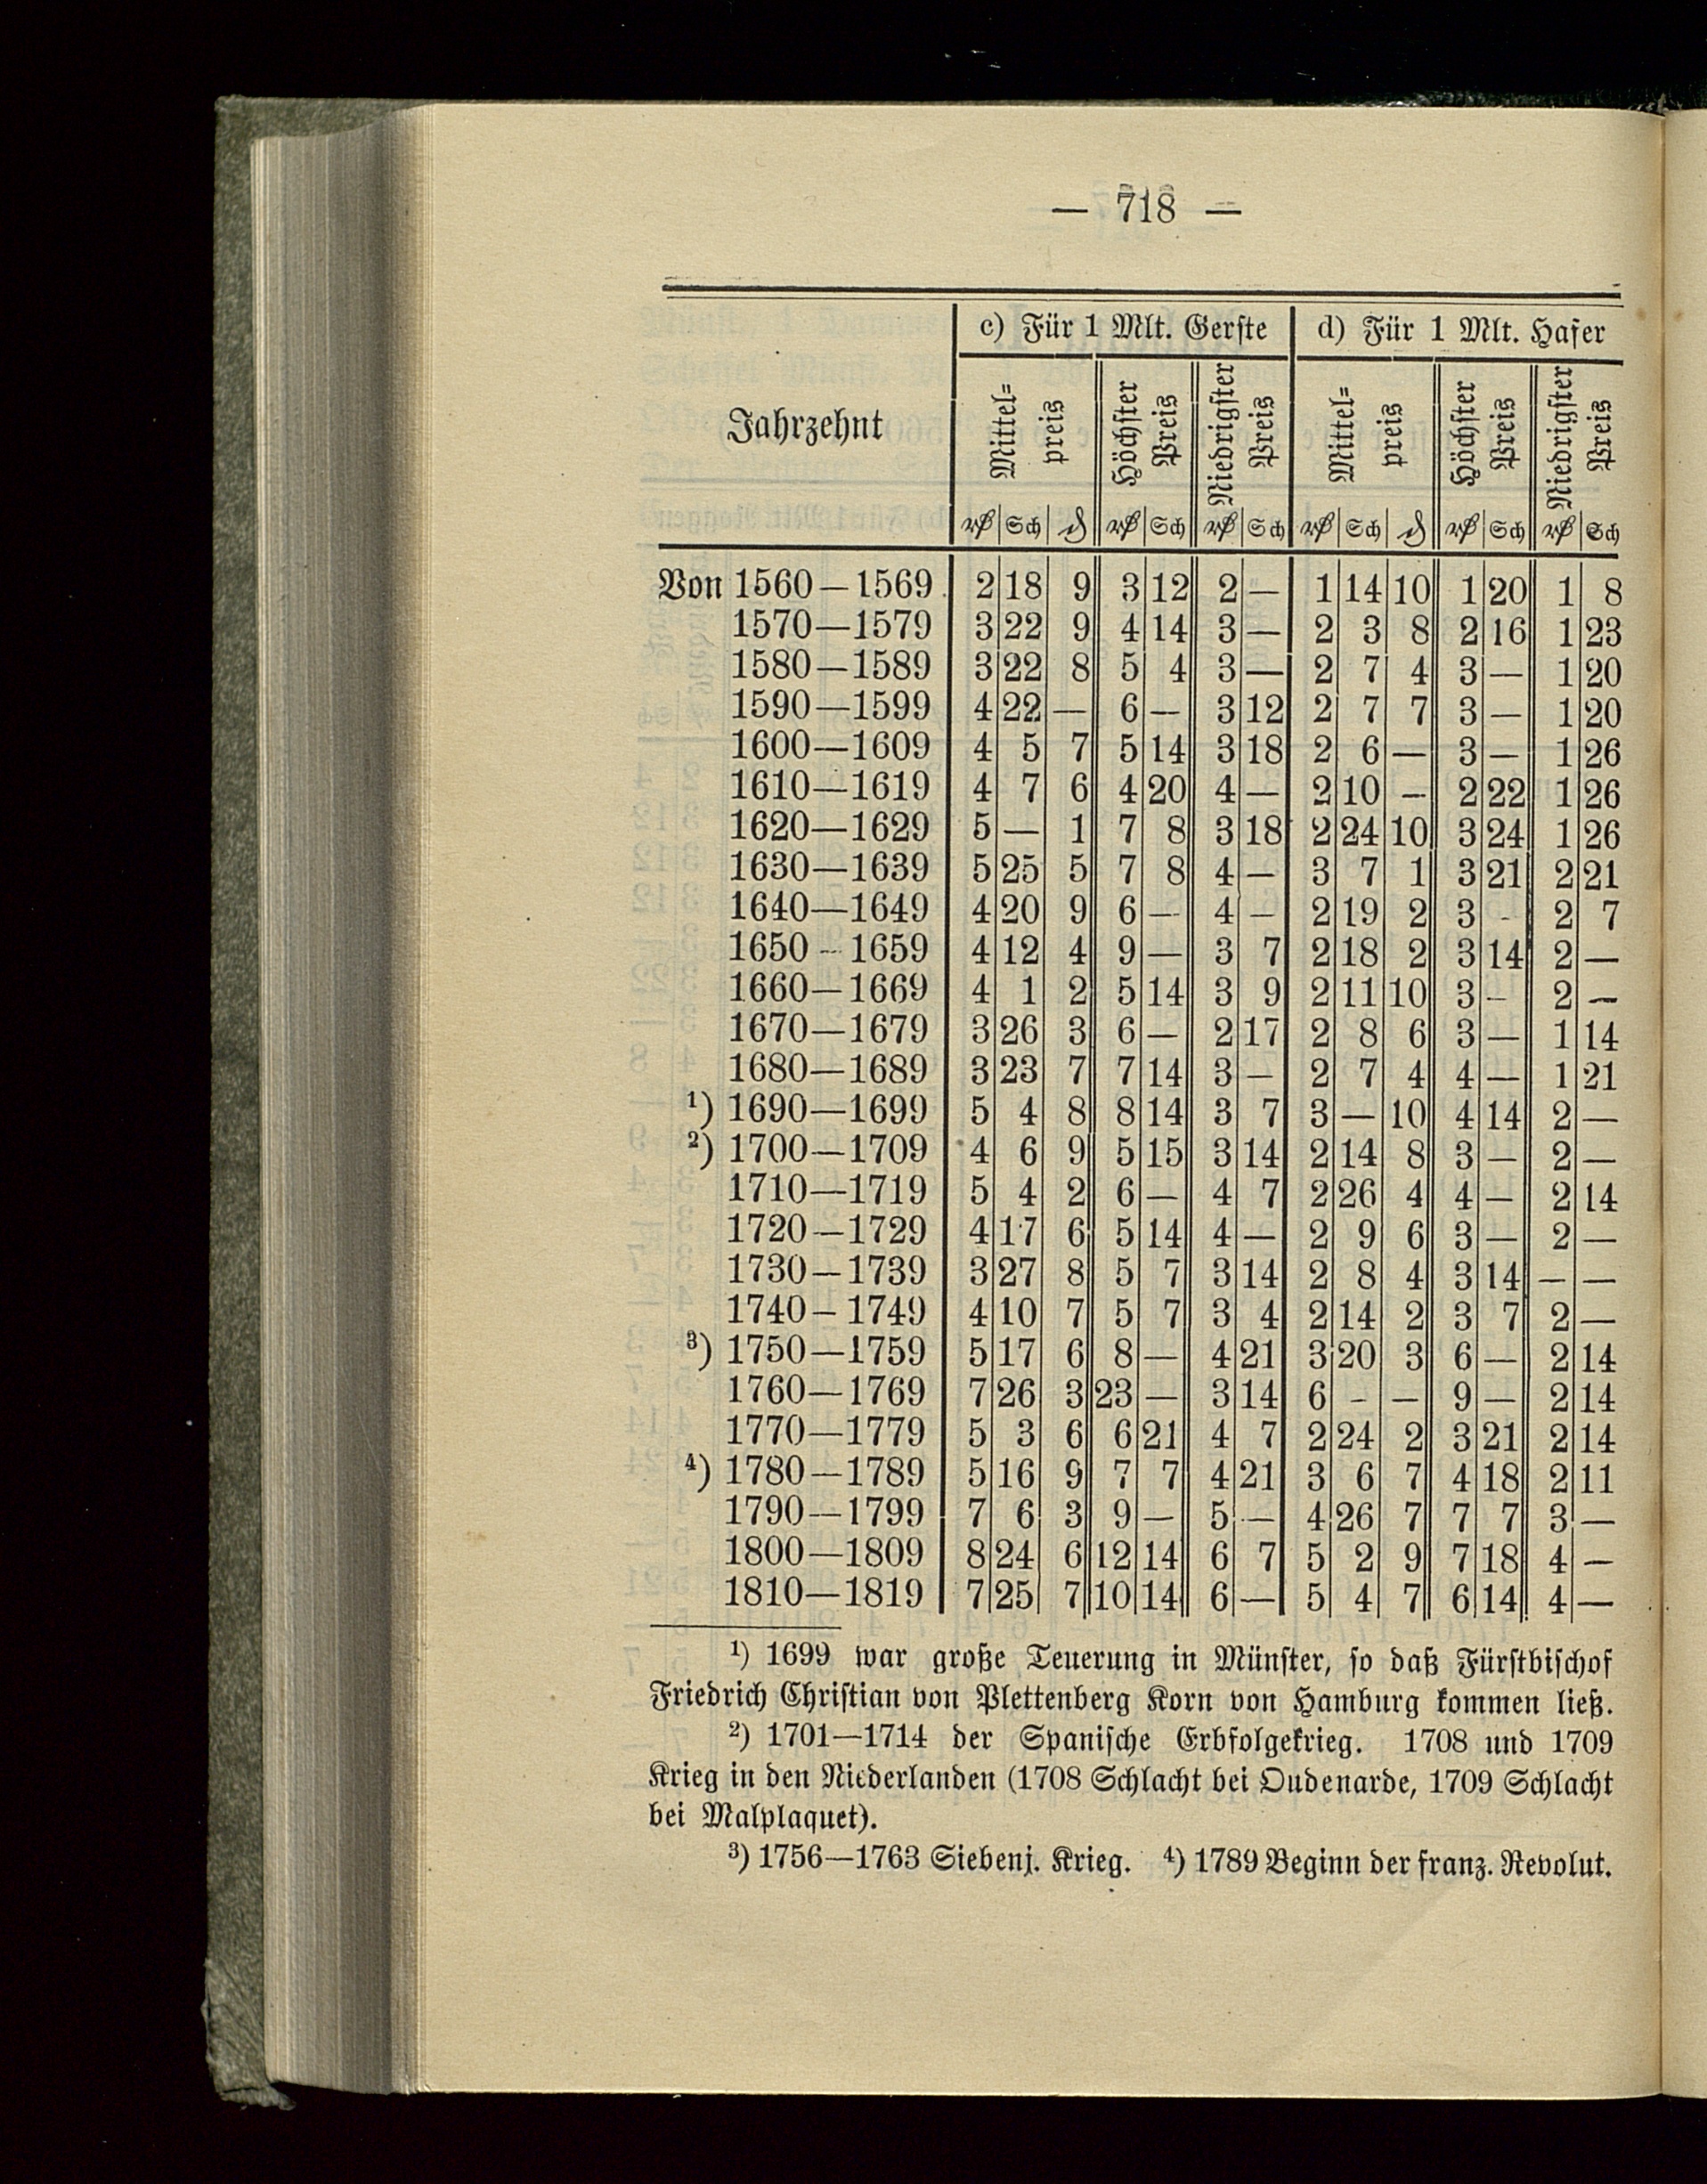 — 718 —
Jahrzehnt | c) Für 1 Mlt. Gerste | d) Für 1 Mlt. Hafer
Mittel=preis | Höchster Preis | Niedrigster Preis | Mittel=preis | Höchster Preis | Niedrigster Preis
₰ Sch
Von 1560—1569 | 2 | 18 | 9 | 3 | 12 | 2 | — | 1 | 14 | 10 | 1 | 20 | 1 | 8
1570—1579 | 3 | 22 | 9 | 4 | 14 | 3 | — | 2 | 3 | 8 | 2 | 16 | 1 | 23
1580—1589 | 3 | 22 | 8 | 5 | 4 | 3 | — | 2 | 7 | 4 | 3 | — | 1 | 20
1590—1599 | 4 | 22 | — | 6 | — | 3 | 12 | 2 | 7 | 7 | 3 | — | 1 | 20
1600—1609 | 4 | 5 | 7 | 5 | 14 | 3 | 18 | 2 | 6 | — | 3 | — | 1 | 26
1610—1619 | 4 | 7 | 6 | 4 | 20 | 4 | — | 2 | 10 | — | 2 | 22 | 1 | 26
1620—1629 | 5 | — | 1 | 7 | 8 | 3 | 18 | 2 | 24 | 10 | 3 | 24 | 1 | 26
1630—1639 | 5 | 25 | 5 | 7 | 8 | 4 | — | 3 | 7 | 1 | 3 | 21 | 2 | 21
1640—1649 | 4 | 20 | 9 | 6 | — | 4 | — | 2 | 19 | 2 | 3 | - | 2 | 7
1650—1659 | 4 | 12 | 4 | 9 | — | 3 | 7 | 2 | 18 | 2 | 3 | 14 | 2 | —
1660—1669 | 4 | 1 | 2 | 5 | 14 | 3 | 9 | 2 | 11 | 10 | 3 | — | 2 | —
1670—1679 | 3 | 26 | 3 | 6 | — | 2 | 17 | 2 | 8 | 6 | 3 | — | 1 | 14
1680—1689 | 3 | 23 | 7 | 7 | 14 | 3 | — | 2 | 7 | 4 | 4 | — | 1 | 21
¹) 1690—1699 | 5 | 4 | 8 | 8 | 14 | 3 | 7 | 3 | — | 10 | 4 | 14 | 2 | —
²) 1700—1709 | 4 | 6 | 9 | 5 | 15 | 3 | 14 | 2 | 14 | 8 | 3 | — | 2 | —
1710—1719 | 5 | 4 | 2 | 6 | — | 4 | 7 | 2 | 26 | 4 | 4 | — | 2 | 14
1720—1729 | 4 | 17 | 6 | 5 | 14 | 4 | — | 2 | 9 | 6 | 3 | — | 2 | —
1730—1739 | 3 | 27 | 8 | 5 | 7 | 3 | 14 | 2 | 8 | 4 | 3 | 14 | — | —
1740—1749 | 4 | 10 | 7 | 5 | 7 | 3 | 4 | 2 | 14 | 2 | 3 | 7 | 2 | —
³) 1750—1759 | 5 | 17 | 6 | 8 | — | 4 | 21 | 3 | 20 | 3 | 6 | — | 2 | 14
1760—1769 | 7 | 26 | 3 | 23 | — | 3 | 14 | 6 | - | — | 9 | — | 2 | 14
1770—1779 | 5 | 3 | 6 | 6 | 21 | 4 | 7 | 2 | 24 | 2 | 3 | 21 | 2 | 14
⁴) 1780—1789 | 5 | 16 | 9 | 7 | 7 | 4 | 21 | 3 | 6 | 7 | 4 | 18 | 2 | 11
1790—1799 | 7 | 6 | 3 | 9 | — | 5 | — | 4 | 26 | 7 | 7 | 7 | 3 | —
1800—1809 | 8 | 24 | 6 | 12 | 14 | 6 | 7 | 5 | 2 | 9 | 7 | 18 | 4 | —
1810—1819 | 7 | 25 | 7 | 10 | 14 | 6 | — | 5 | 4 | 7 | 6 | 14 | 4 | —
¹) 1699 war große Teuerung in Münster, so daß Fürstbischof
Friedrich Christian von Plettenberg Korn von Hamburg kommen ließ.
²) 1701—1714 der Spanische Erbfolgekrieg. 1708 und 1709
Krieg in den Niederlanden (1708 Schlacht bei Oudenarde, 1709 Schlacht
bei Malplaquet).
³) 1756—1763 Siebenj. Krieg. ⁴) 1789 Beginn der franz. Revolut.